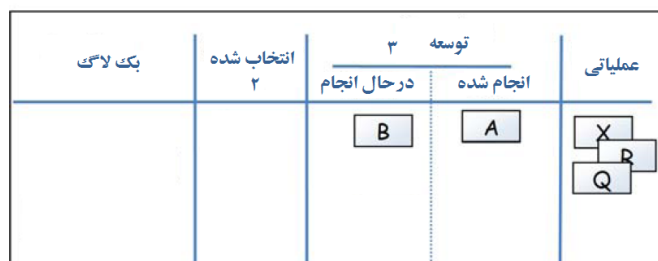 بک لاگ
انتخاب شده
۲
توسعه ۳
درحال انجام
انجام شده
عملیاتی
B
A
X
R
Q